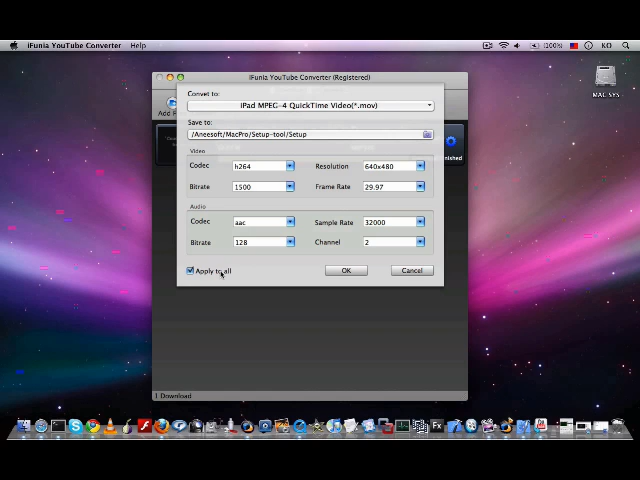 iFunia YouTube Converter Help (100%) KO
iFunia YouTube Converter (Registered)
MAC SYS
Convet to:
iPad MPEG-4 QuickTime Video(*.mov)
Add F
Save to:
/Aneesoft/MacPro/Setup-tool/Setup
Video
nished
Codec h264 Resolution 640x480
Bitrate 1500 Frame Rate 29.97
Audio
Codec aac Sample Rate 32000
Bitrate 128 Channel 2
Apply to all OK Cancel
1 Download